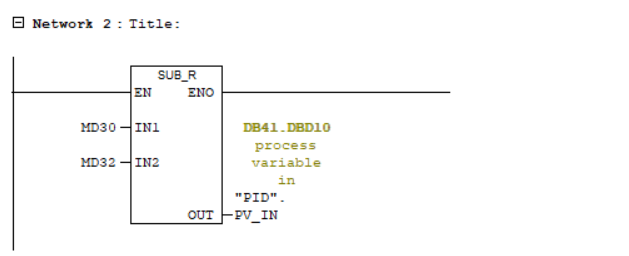 Network 2 : Title:
SUB_R
EN ENO
MD30 IN1
DB41.DBD10
process
MD32 IN2
variable
in
"PID".
OUT PV_IN